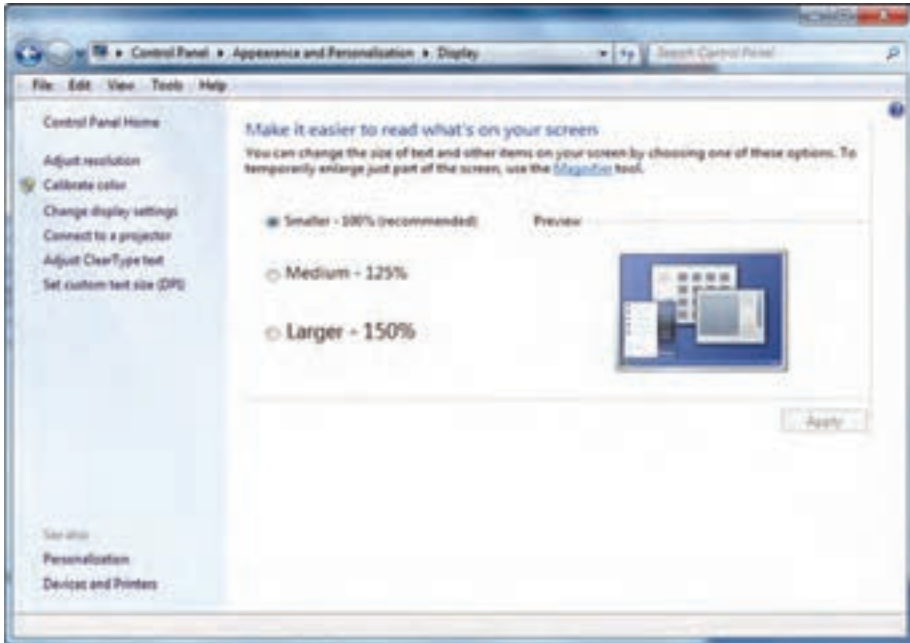 Control Panel ▸ Appearance and Personalization ▸ Display
Search Control Panel
File Edit View Tools Help
Control Panel Home
Adjust resolution
Calibrate color
Change display settings
Connect to a projector
Adjust ClearType text
Set custom text size (DPI)
See also
Personalization
Devices and Printers
Make it easier to read what's on your screen
You can change the size of text and other items on your screen by choosing one of these options. To
temporarily enlarge just part of the screen, use the Magnifier tool.
Smaller - 100% (recommended)
Preview
Medium - 125%
Larger - 150%
Apply